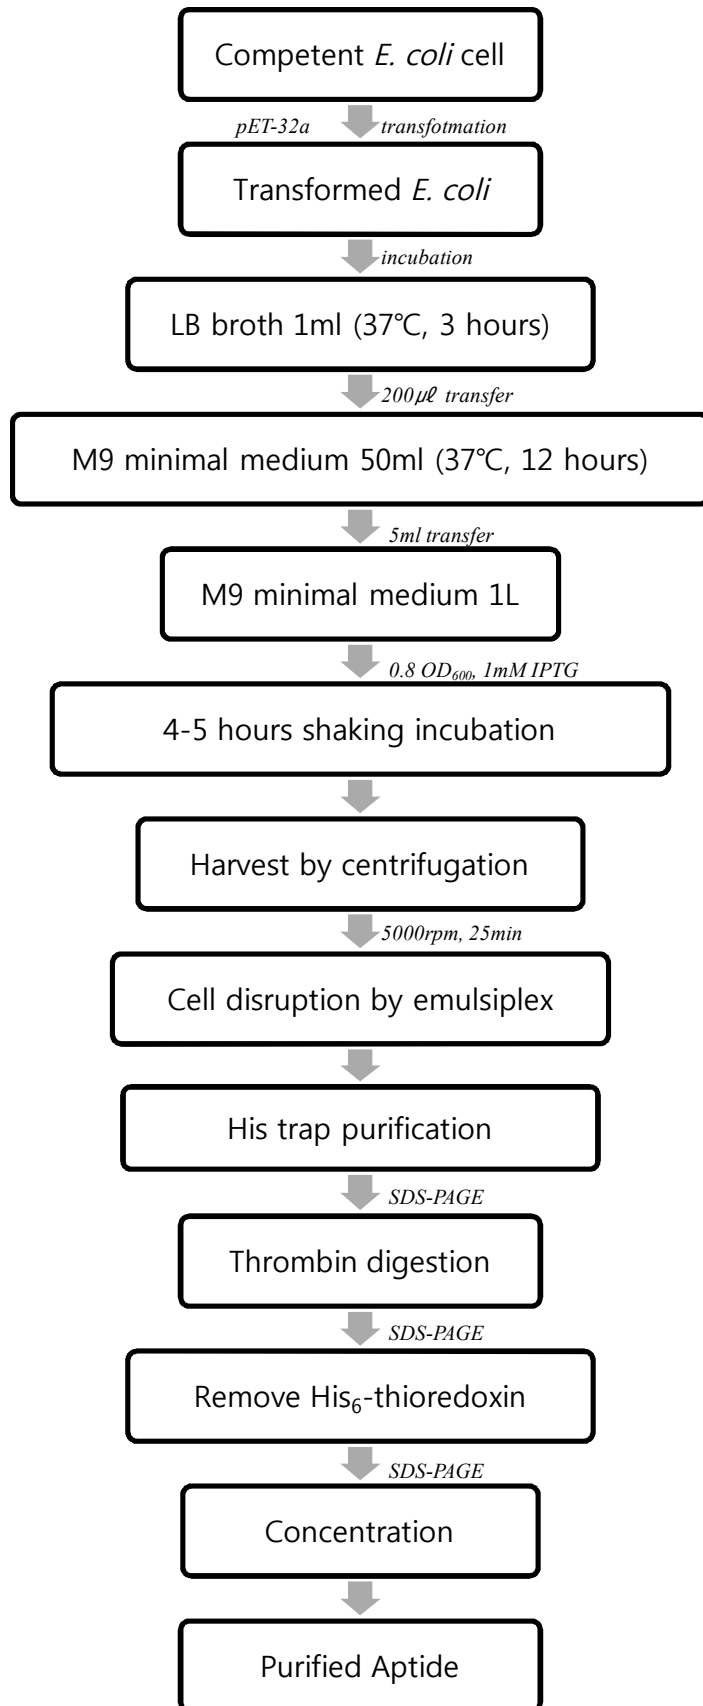 Competent E. coli cell
pET-32a transfotmation
Transformed E. coli
incubation
LB broth 1ml (37℃, 3 hours)
200㎕ transfer
M9 minimal medium 50ml (37℃, 12 hours)
5ml transfer
M9 minimal medium 1L
0.8 OD₆₀₀, 1mM IPTG
4-5 hours shaking incubation
Harvest by centrifugation
5000rpm, 25min
Cell disruption by emulsiplex
His trap purification
SDS-PAGE
Thrombin digestion
SDS-PAGE
Remove His₆-thioredoxin
SDS-PAGE
Concentration
Purified Aptide